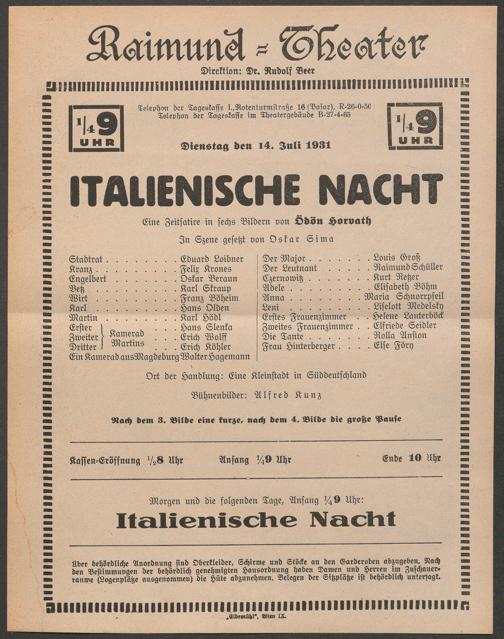 Raimund=Theater
Direktion: Dr. Rudolf Beer
1/4 9 UHR
Telephon der Tageskasse I., Rotenturmstraße 16 (Basar), R-26-0-50
Telephon der Tageskasse im Theatergebäude B-27-4-65
1/4 9 UHR
Dienstag den 14. Juli 1931
ITALIENISCHE NACHT
Eine Zeitsatire in sechs Bildern von Ödön Horvath
In Szene gesetzt von Oskar Sima
Stadtrat . . . . . . . . Eduard Loibner
Kranz . . . . . . . . Felix Krones
Engelbert . . . . . . . Oskar Beraun
Betz . . . . . . . . Karl Skraup
Wirt . . . . . . . . Franz Böheim
Karl . . . . . . . . Hans Olden
Martin . . . . . . . . Karl Hödl
Erster } Kamerad Martins . . . Hans Slenka
Zweiter } Kamerad Martins . . . Erich Wolff
Dritter } Kamerad Martins . . . Erich Köhler
Ein Kamerad aus Magdeburg Walter Hagemann
Der Major . . . . . . . Louis Groß
Der Leutnant . . . . . Raimund Schüller
Czernowitz . . . . . . Kurt Retzer
Adele . . . . . . . Elisabeth Böhm
Anna . . . . . . Maria Schnorrpfeil
Leni . . . . . . . Liselott Medelsky
Erstes Frauenzimmer . . Helene Lauterböck
Zweites Frauenzimmer . . Elfriede Seidler
Die Tante . . . . . . Rolla Ansion
Frau Hinterberger . . . . Else Föry
Ort der Handlung: Eine Kleinstadt in Süddeutschland
Bühnenbilder: Alfred Kunz
Nach dem 3. Bilde eine kurze, nach dem 4. Bilde die große Pause
Kassen-Eröffnung 1/2 8 Uhr Anfang 1/4 9 Uhr Ende 10 Uhr
Morgen und die folgenden Tage, Anfang 1/4 9 Uhr:
Italienische Nacht
Über behördliche Anordnung sind Oberkleider, Schirme und Stöcke an den Garderoben abzugeben. Nach
den Bestimmungen der behördlich genehmigten Hausordnung haben Damen und Herren im Zuschauer-
raume (Logenplätze ausgenommen) die Hüte abzunehmen. Belegen der Sitzplätze ist behördlich untersagt.
„Elbemühl", Wien IX.